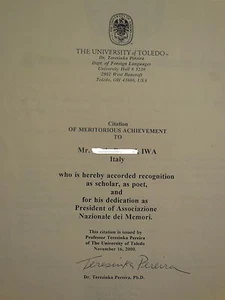 THE UNIVERSITY of TOLEDO
Dr. Teresinka Pereira
Dept. of Foreign Languages
University Hall # 5230
2801 West Bancroft
Toledo, OH 43606, USA
Citation
OF MERITORIOUS ACHIEVEMENT
TO
Mr. IWA
Italy
who is hereby accorded recognition
as scholar, as poet,
and
for his dedication as
President of Associazione
Nazionale dei Memori.
This citation is issued by
Professor Teresinka Pereira
of The University of Toledo
November 16, 2000.
Teresinka Pereira
Dr. Teresinka Pereira, Ph.D.